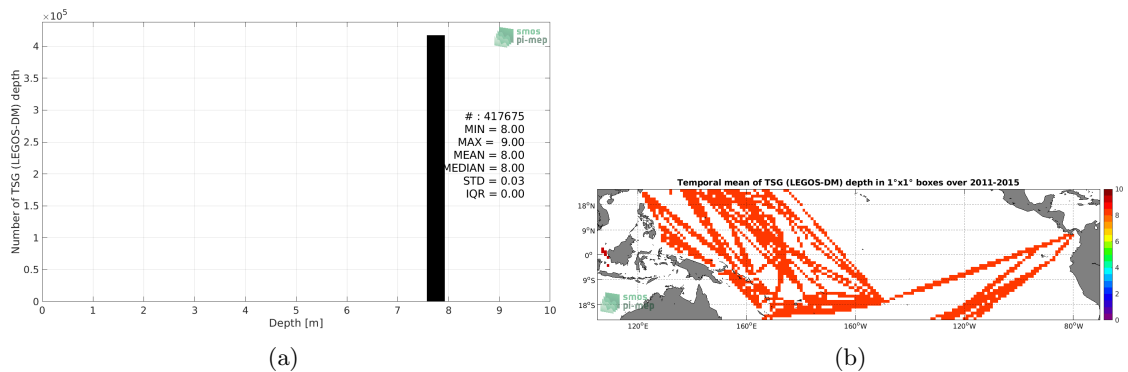 ×10⁵
4
3.5
3
2.5
2
1.5
1
0.5
0
Number of TSG (LEGOS-DM) depth
smos
pi-mep
# : 417675
MIN = 8.00
MAX = 9.00
MEAN = 8.00
MEDIAN = 8.00
STD = 0.03
IQR = 0.00
0 1 2 3 4 5 6 7 8 9 10
Depth [m]
(a)
Temporal mean of TSG (LEGOS-DM) depth in 1°x1° boxes over 2011-2015
18°N
9°N
0°
9°S
18°S
smos
pi-mep
120°E 160°E 160°W 120°W 80°W
10
8
6
4
2
0
(b)